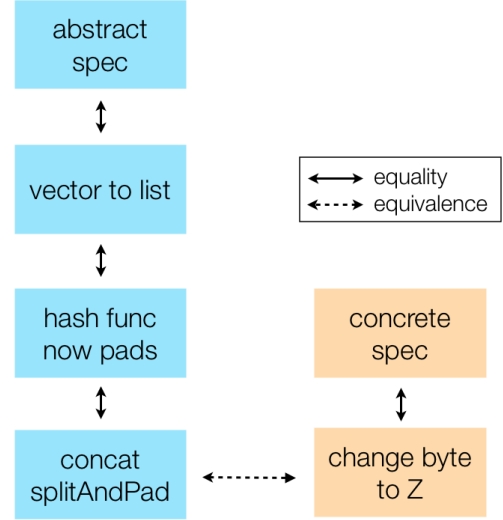 abstract
spec
vector to list
equality
equivalence
hash func
now pads
concrete
spec
concat
splitAndPad
change byte
to Z